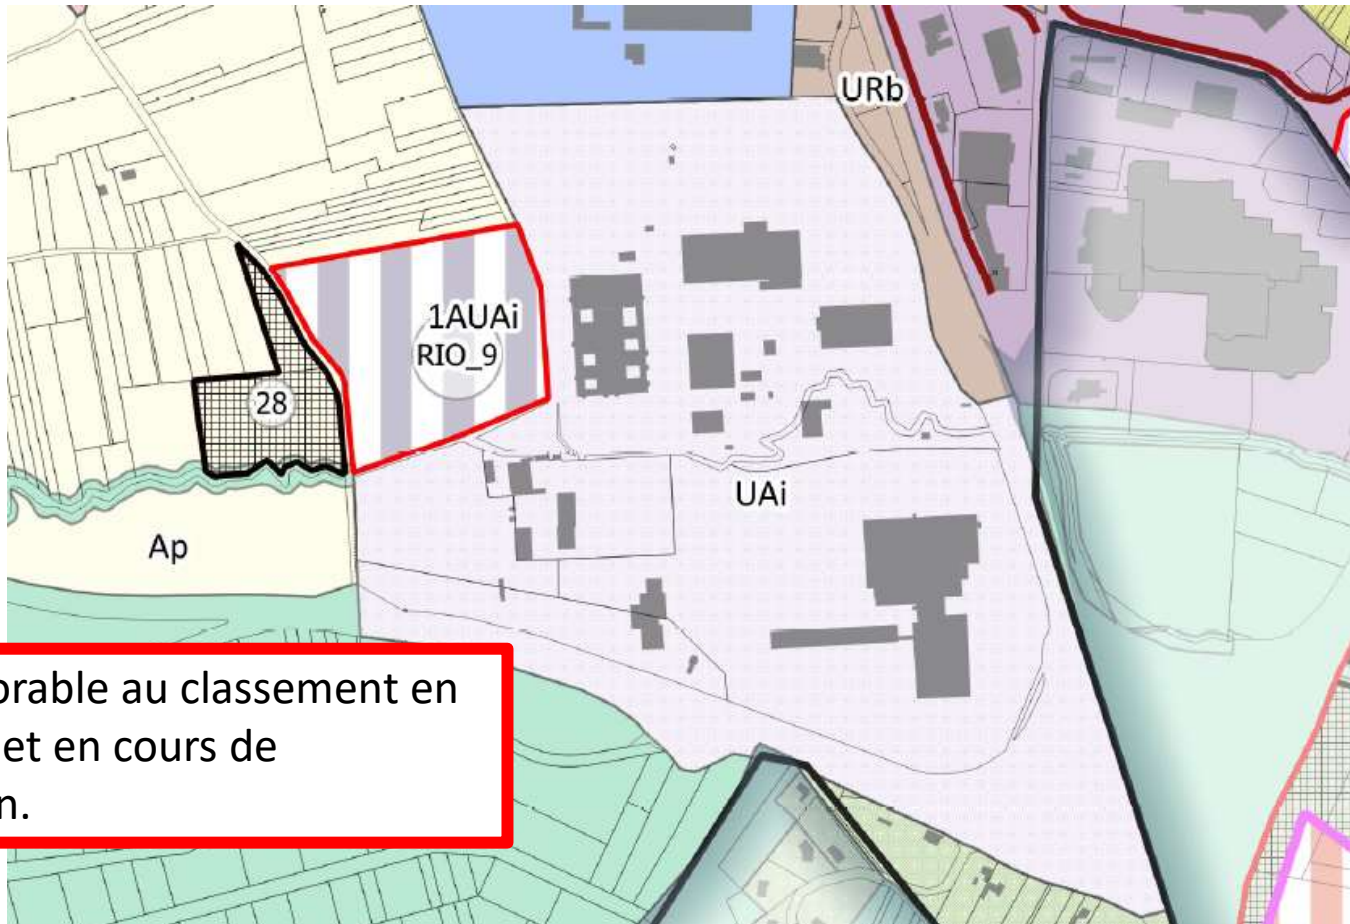 URb
1AUAi
RIO_9
28
UAi
Ap
orable au classement en
et en cours de
n.